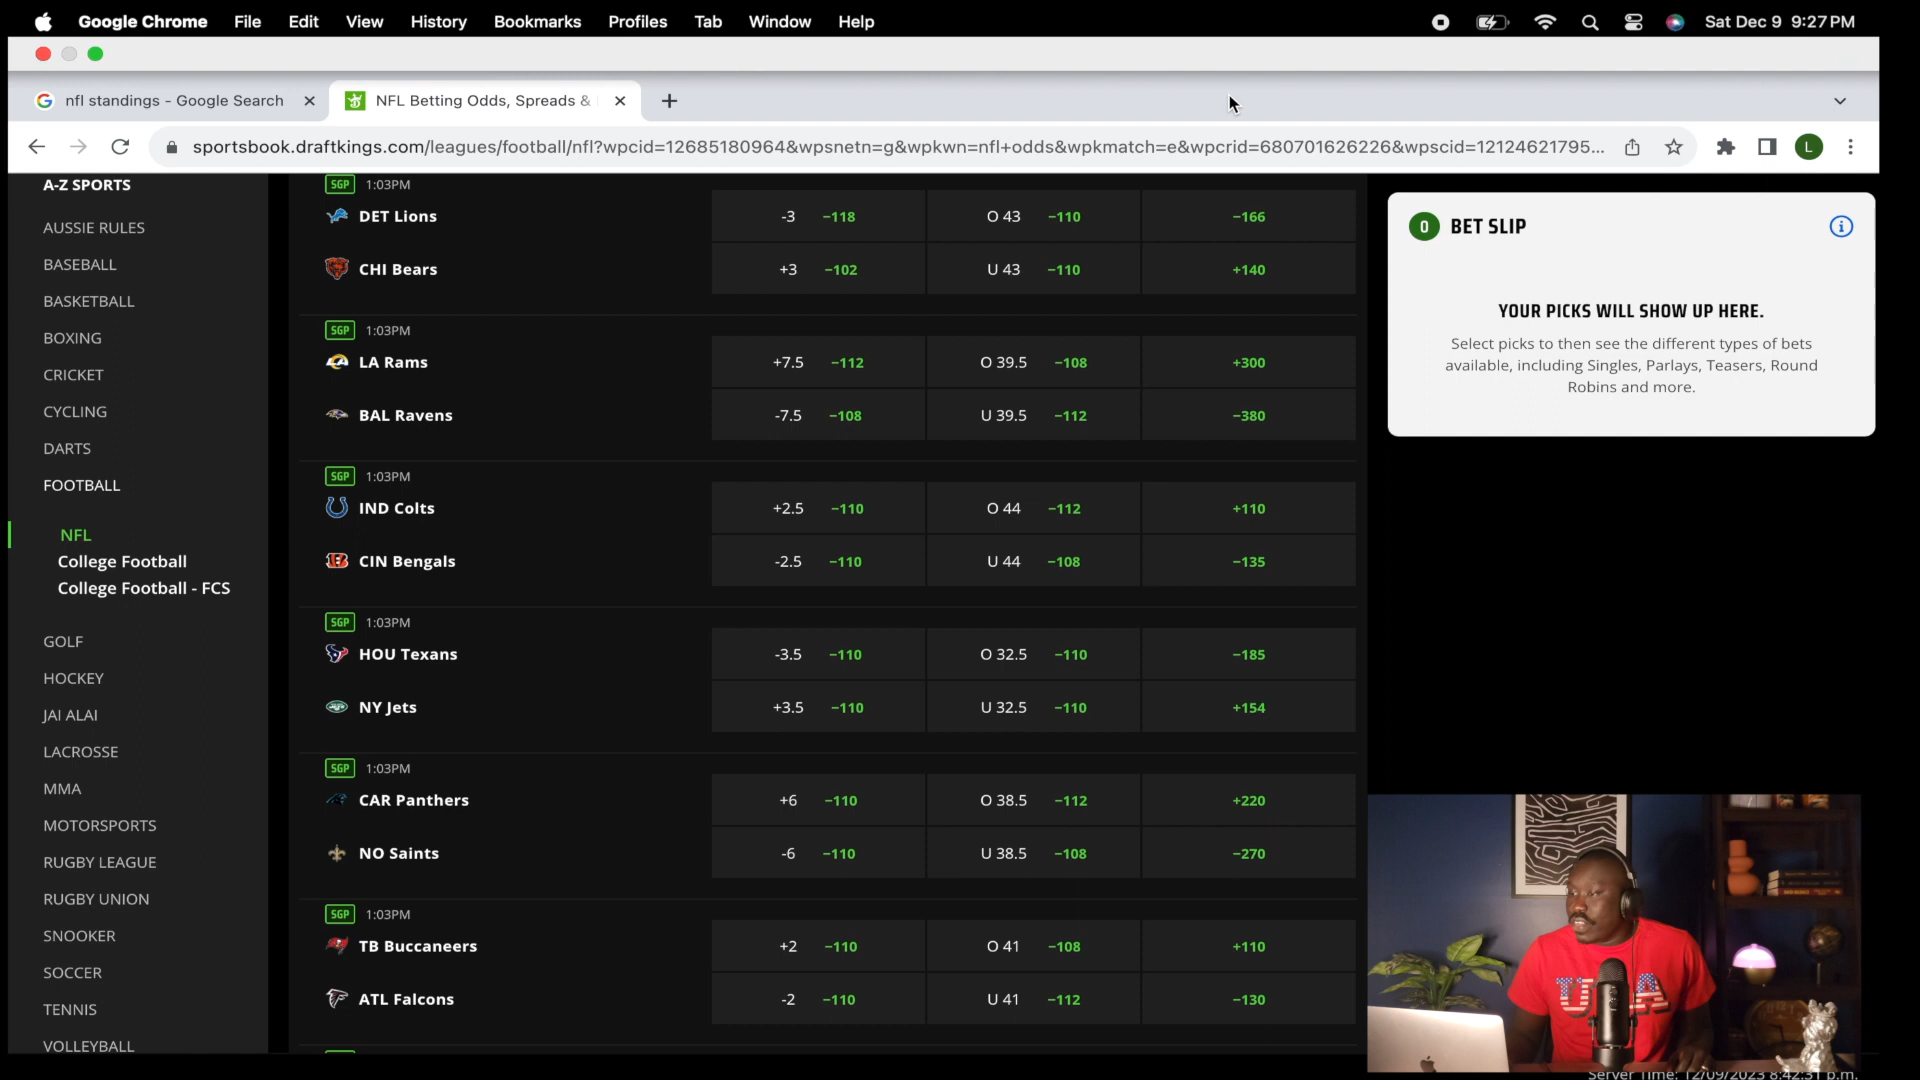 Google Chrome File Edit View History Bookmarks Profiles Tab Window Help Sat Dec 9 9:27 PM
nfl standings - Google Search NFL Betting Odds, Spreads &
sportsbook.draftkings.com/leagues/football/nfl?wpcid=12685180964&wpsnetn=g&wpkwn=nfl+odds&wpkmatch=e&wpcrid=680701626226&wpscid=12124621795... L
A-Z SPORTS
AUSSIE RULES
BASEBALL
BASKETBALL
BOXING
CRICKET
CYCLING
DARTS
FOOTBALL
NFL
College Football
College Football - FCS
GOLF
HOCKEY
JAI ALAI
LACROSSE
MMA
MOTORSPORTS
RUGBY LEAGUE
RUGBY UNION
SNOOKER
SOCCER
TENNIS
VOLLEYBALL
SGP 1:03PM
DET Lions -3 −118 O 43 −110 −166
CHI Bears +3 −102 U 43 −110 +140
SGP 1:03PM
LA Rams +7.5 −112 O 39.5 −108 +300
BAL Ravens -7.5 −108 U 39.5 −112 −380
SGP 1:03PM
IND Colts +2.5 −110 O 44 −112 +110
CIN Bengals -2.5 −110 U 44 −108 −135
SGP 1:03PM
HOU Texans -3.5 −110 O 32.5 −110 −185
NY Jets +3.5 −110 U 32.5 −110 +154
SGP 1:03PM
CAR Panthers +6 −110 O 38.5 −112 +220
NO Saints -6 −110 U 38.5 −108 −270
SGP 1:03PM
TB Buccaneers +2 −110 O 41 −108 +110
ATL Falcons -2 −110 U 41 −112 −130
0 BET SLIP
YOUR PICKS WILL SHOW UP HERE.
Select picks to then see the different types of bets
available, including Singles, Parlays, Teasers, Round
Robins and more.
USA
Server Time: 12/09/2023 8:42:31 p.m.